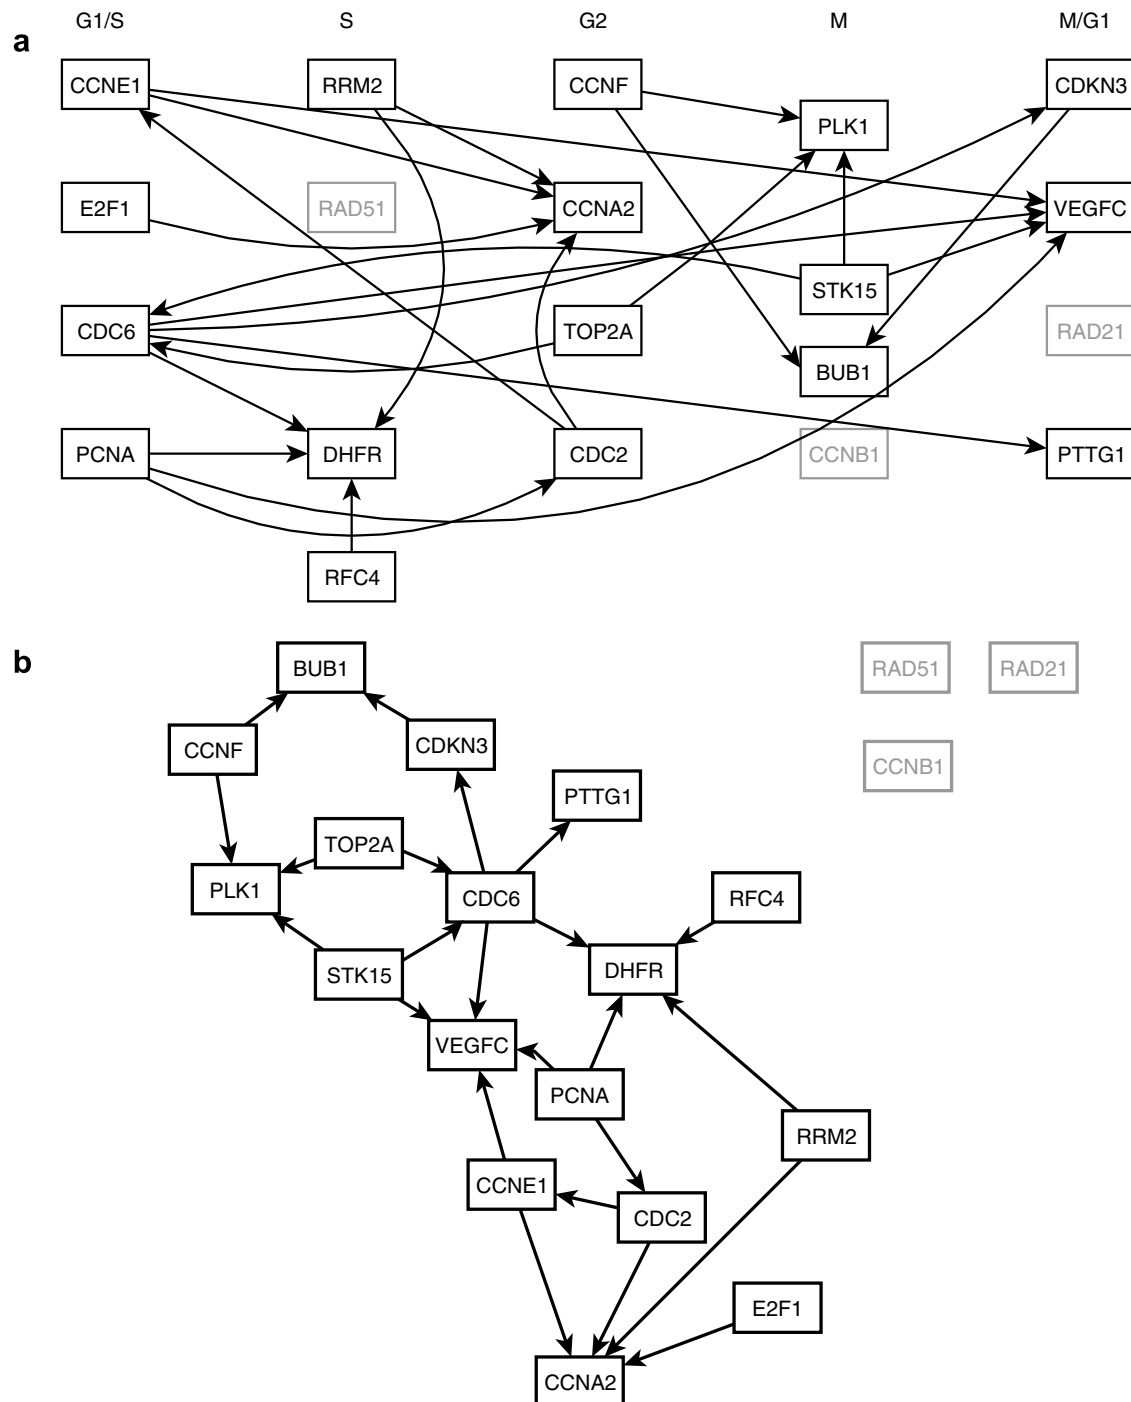 G1/S S G2 M M/G1
a
CCNE1 RRM2 CCNF CDKN3
PLK1
E2F1 RAD51 CCNA2 VEGFC
STK15
CDC6 TOP2A RAD21
BUB1
PCNA DHFR CDC2 CCNB1 PTTG1
RFC4
b
BUB1 RAD51 RAD21
CCNF CDKN3
CCNB1
PTTG1
TOP2A
PLK1 CDC6 RFC4
STK15 DHFR
VEGFC
PCNA
RRM2
CCNE1
CDC2
E2F1
CCNA2